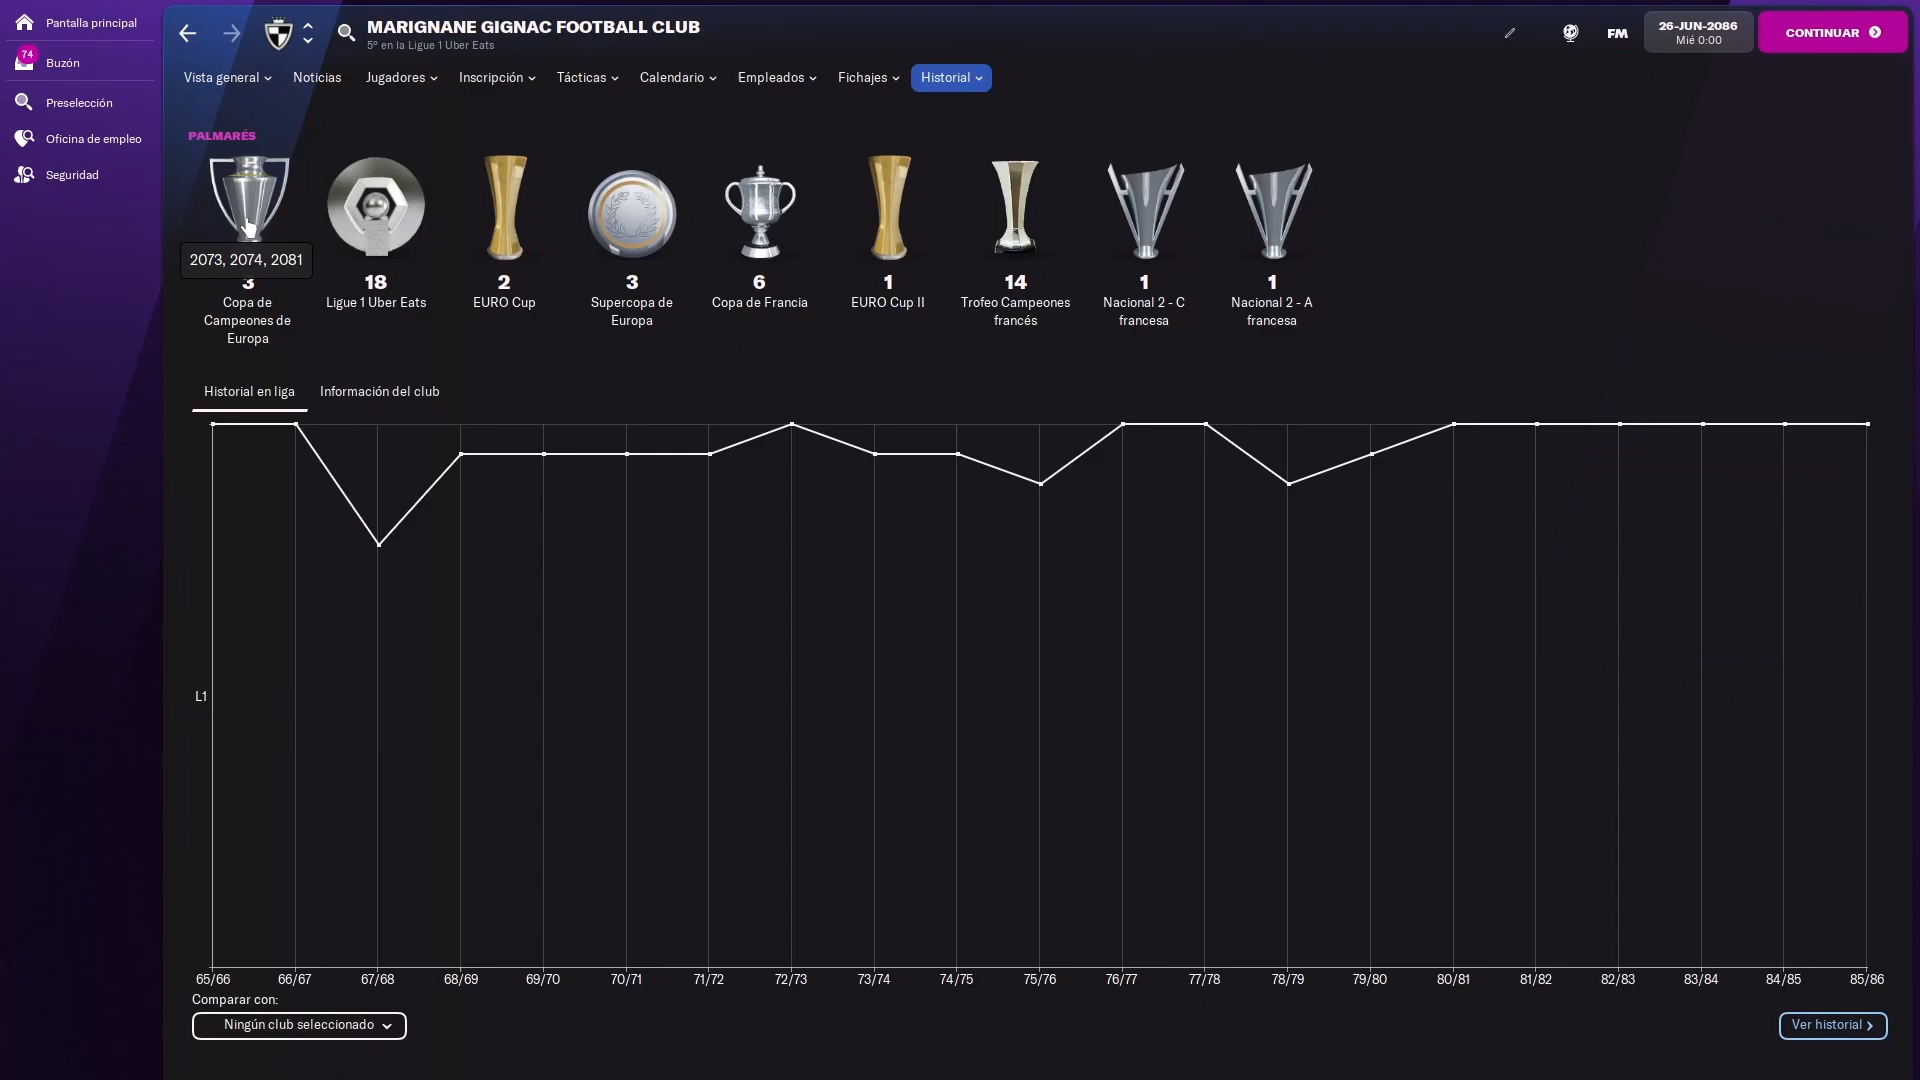 Pantalla principal
74
Buzón
Preselección
Oficina de empleo
Seguridad
MARIGNANE GIGNAC FOOTBALL CLUB
5º en la Ligue 1 Uber Eats
FM
26-JUN-2086
Mié 0:00
CONTINUAR
Vista general
Noticias
Jugadores
Inscripción
Tácticas
Calendario
Empleados
Fichajes
Historial
PALMARÉS
2073, 2074, 2081
3
Copa de
Campeones de
Europa
18
Ligue 1 Uber Eats
2
EURO Cup
3
Supercopa de
Europa
6
Copa de Francia
1
EURO Cup II
14
Trofeo Campeones
francés
1
Nacional 2 - C
francesa
1
Nacional 2 - A
francesa
Historial en liga
Información del club
L1
65/66
66/67
67/68
68/69
69/70
70/71
71/72
72/73
73/74
74/75
75/76
76/77
77/78
78/79
79/80
80/81
81/82
82/83
83/84
84/85
85/86
Comparar con:
Ningún club seleccionado
Ver historial